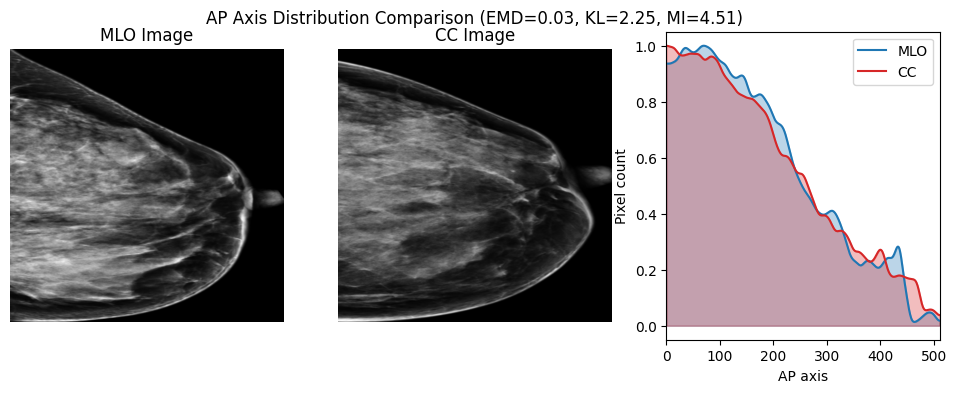 AP Axis Distribution Comparison (EMD=0.03, KL=2.25, MI=4.51)
MLO Image
CC Image
MLO
CC
1.0
0.8
0.6
0.4
0.2
0.0
Pixel count
0
100
200
300
400
500
AP axis